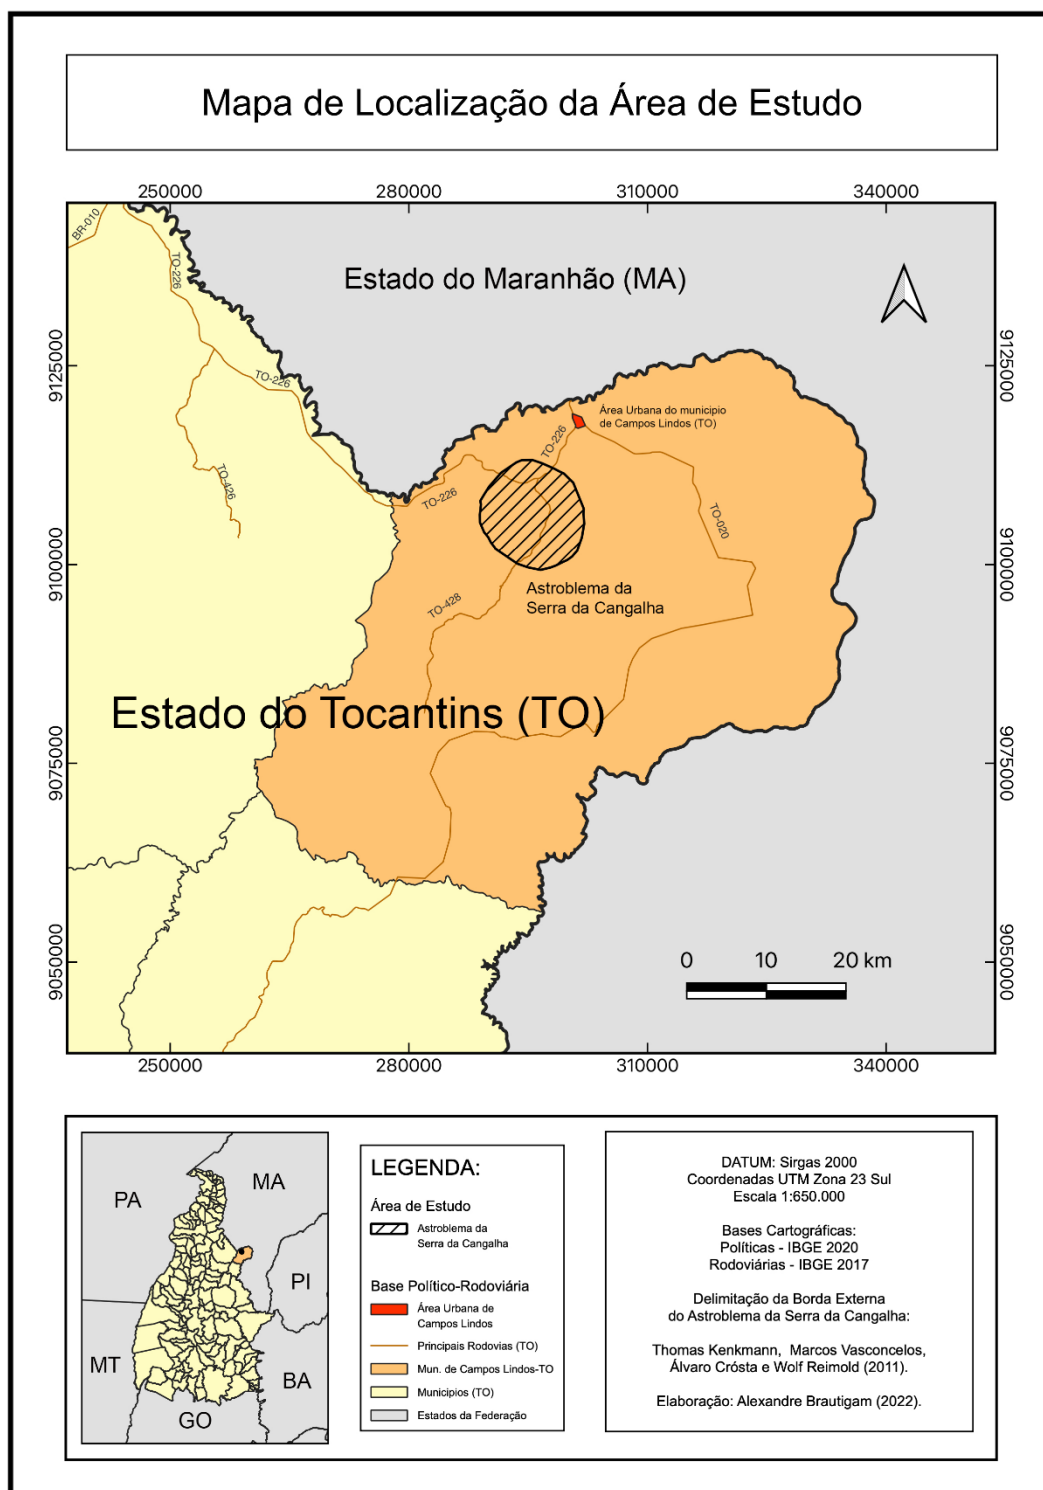 Mapa de Localização da Área de Estudo
250000
280000
310000
340000
BR-010
TO-226
Estado do Maranhão (MA)
9125000
9125000
TO-226
Área Urbana do municipio
de Campos Lindos (TO)
TO-226
TO-426
TO-226
TO-020
9100000
9100000
Astroblema da
Serra da Cangalha
TO-428
Estado do Tocantins (TO)
9075000
9075000
0 10 20 km
9050000
9050000
250000
280000
310000
340000
PA
MA
PI
MT
BA
GO
LEGENDA:
Área de Estudo
Astroblema da
Serra da Cangalha
Base Político-Rodoviária
Área Urbana de
Campos Lindos
Principais Rodovias (TO)
Mun. de Campos Lindos-TO
Municipios (TO)
Estados da Federação
DATUM: Sirgas 2000
Coordenadas UTM Zona 23 Sul
Escala 1:650.000
Bases Cartográficas:
Políticas - IBGE 2020
Rodoviárias - IBGE 2017
Delimitação da Borda Externa
do Astroblema da Serra da Cangalha:
Thomas Kenkmann, Marcos Vasconcelos,
Álvaro Crósta e Wolf Reimold (2011).
Elaboração: Alexandre Brautigam (2022).